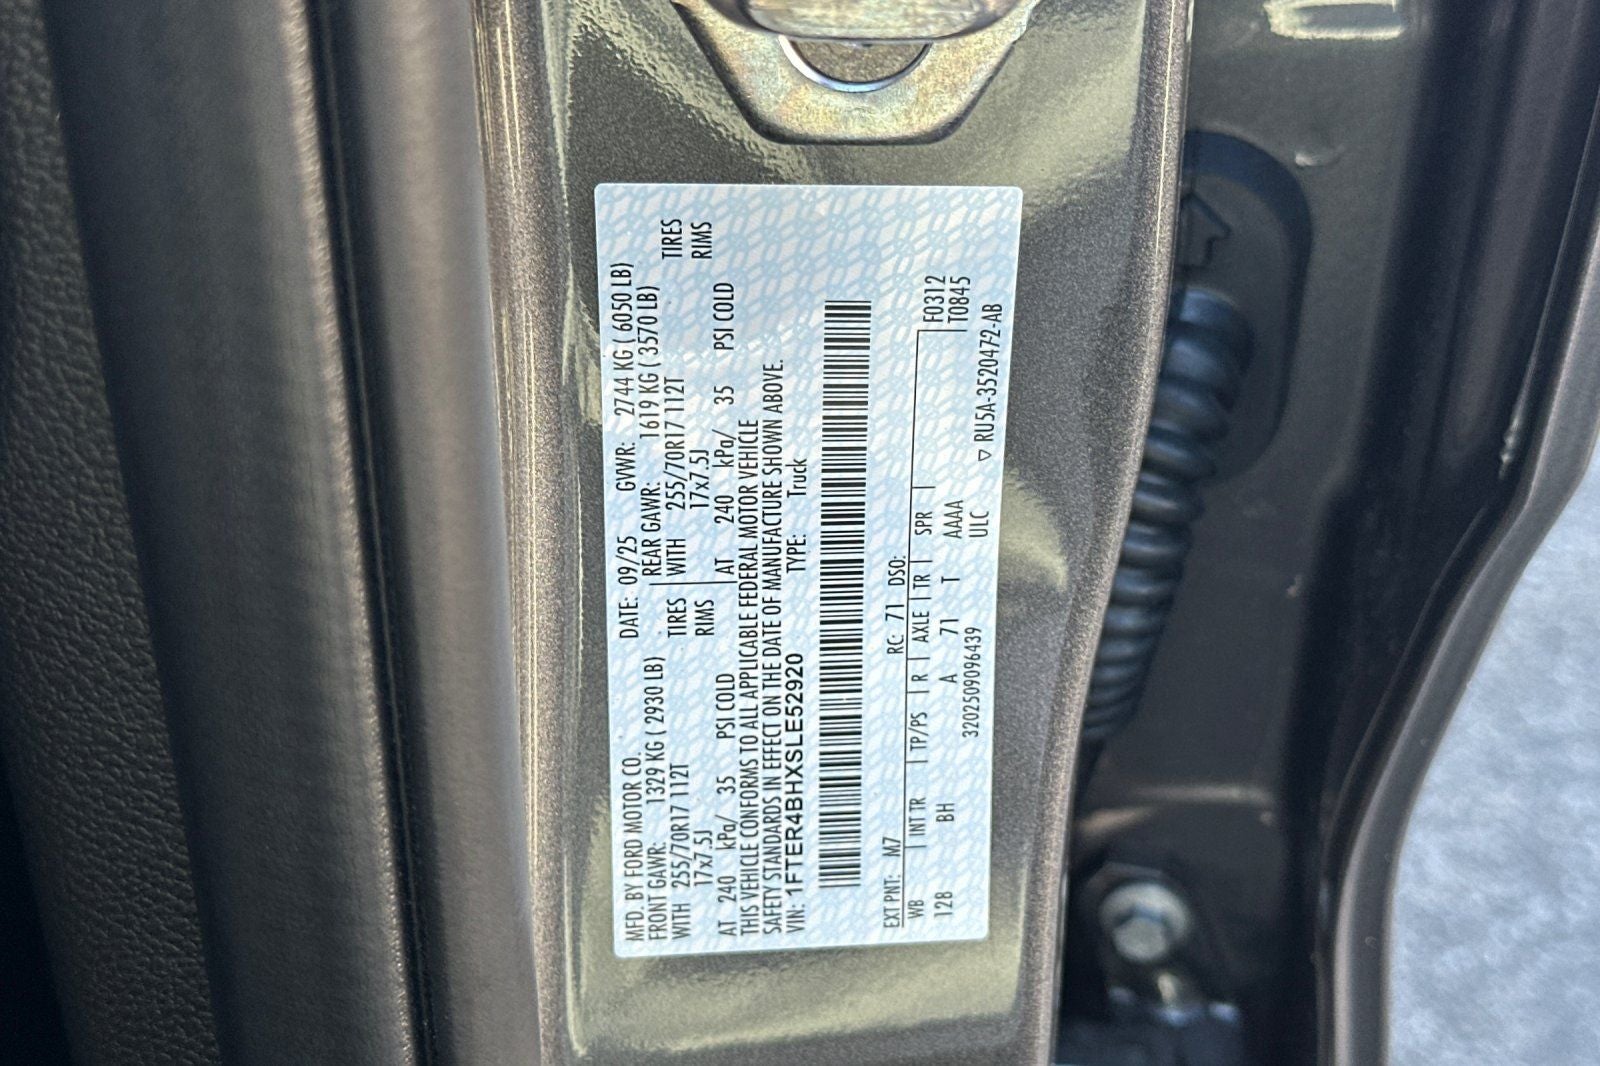 MFD. BY FORD MOTOR CO. DATE: 09/25 GVWR: 2744 KG ( 6050 LB)
FRONT GAWR: 1329 KG ( 2930 LB) REAR GAWR: 1619 KG ( 3570 LB)
WITH 255/70R17 112T TIRES WITH 255/70R17 112T TIRES
17x7.5J RIMS 17x7.5J RIMS
AT 240 kPa/ 35 PSI COLD AT 240 kPa/ 35 PSI COLD
THIS VEHICLE CONFORMS TO ALL APPLICABLE FEDERAL MOTOR VEHICLE
SAFETY STANDARDS IN EFFECT ON THE DATE OF MANUFACTURE SHOWN ABOVE.
VIN: 1FTER4BHXSLE52920 TYPE: Truck
EXT PNT: M7 RC: 71 DSO: F0312
WB INT TR TP/PS R AXLE TR SPR T0845
128 BH A 71 T AAAA
3202509096439 ULC ▽ RU5A-3520472-AB